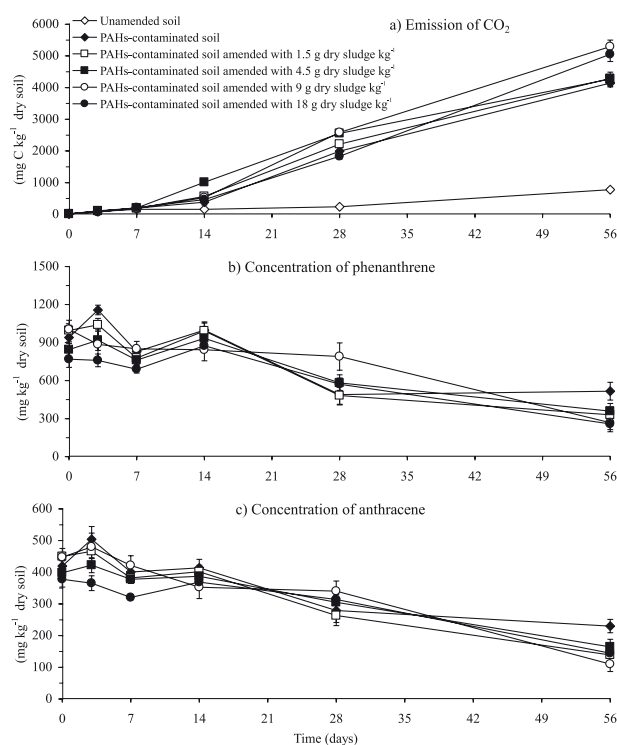 Unamended soil
PAHs-contaminated soil
PAHs-contaminated soil amended with 1.5 g dry sludge kg⁻¹
PAHs-contaminated soil amended with 4.5 g dry sludge kg⁻¹
PAHs-contaminated soil amended with 9 g dry sludge kg⁻¹
PAHs-contaminated soil amended with 18 g dry sludge kg⁻¹
a) Emission of CO₂
(mg C kg⁻¹ dry soil)
6000
5000
4000
3000
2000
1000
0
0 7 14 21 28 35 42 49 56
b) Concentration of phenanthrene
(mg kg⁻¹ dry soil)
1500
1200
900
600
300
0
0 7 14 21 28 35 42 49 56
c) Concentration of anthracene
(mg kg⁻¹ dry soil)
600
500
400
300
200
100
0
0 7 14 21 28 35 42 49 56
Time (days)